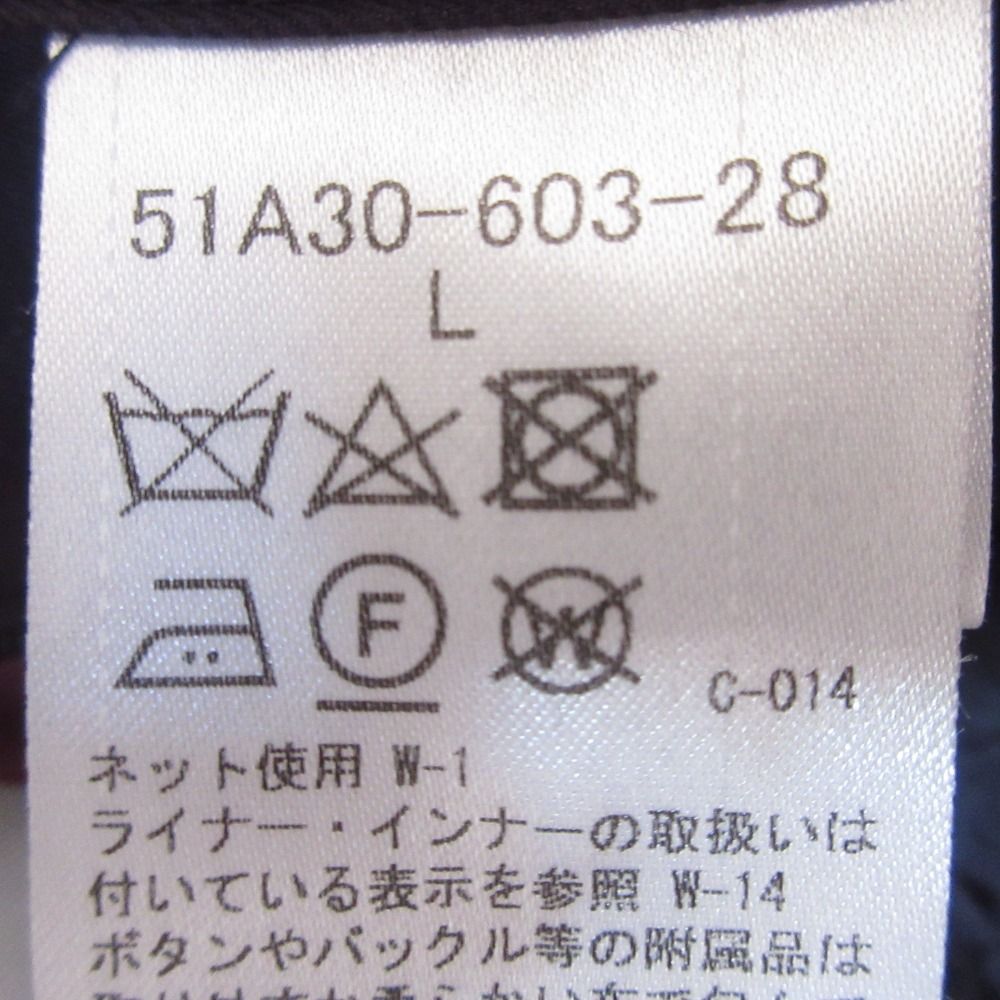 51A30-603-28
L
F
W
C-014
ネット使用 W-1
ライナー・インナーの取扱いは
付いている表示を参照 W-14
ボタンやバックル等の附属品は